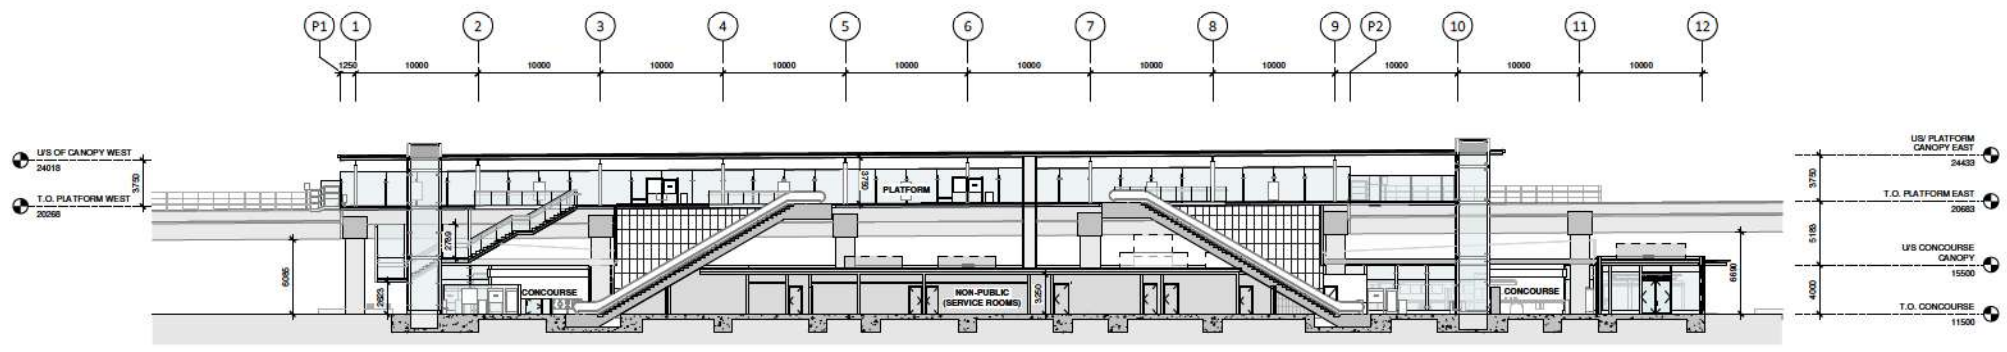 P1 1 2 3 4 5 6 7 8 9 P2 10 11 12
1250 10000 10000 10000 10000 10000 10000 10000 10000 10000 10000 10000
U/S OF CANOPY WEST
24018
3750
T.O. PLATFORM WEST
20268
US/ PLATFORM
CANOPY EAST
24433
3750
T.O. PLATFORM EAST
20683
5183
U/S CONCOURSE
CANOPY
15500
4000
T.O. CONCOURSE
11500
3750
PLATFORM
2789
6085
2623
CONCOURSE
NON-PUBLIC
(SERVICE ROOMS)
3250
CONCOURSE
6690